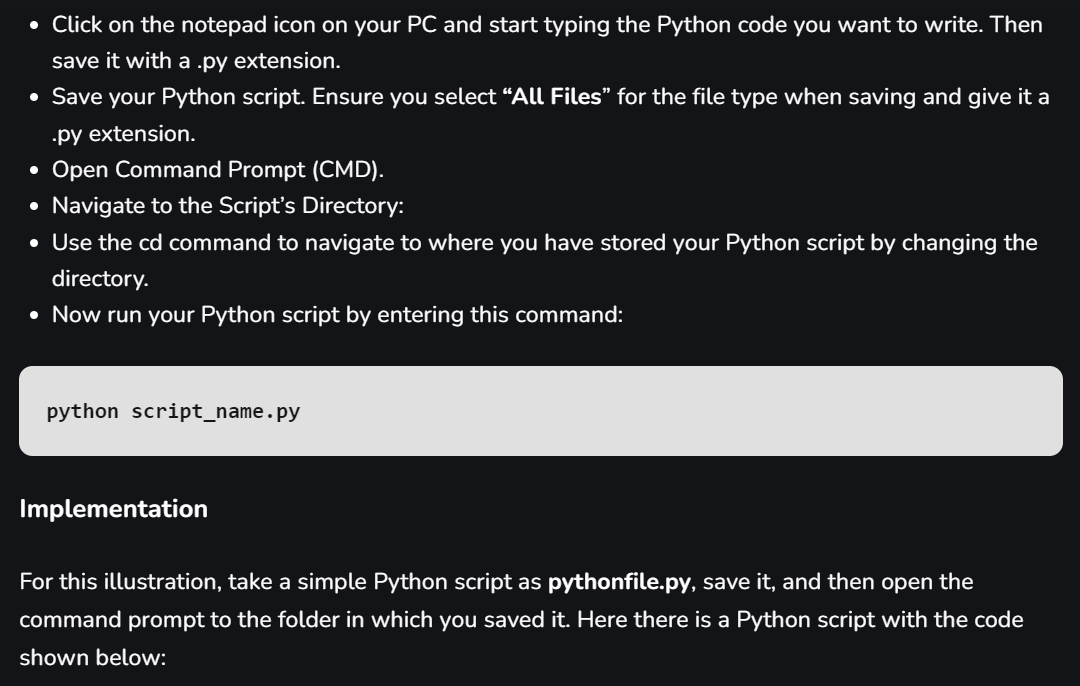 • Click on the notepad icon on your PC and start typing the Python code you want to write. Then
save it with a .py extension.
• Save your Python script. Ensure you select “All Files” for the file type when saving and give it a
.py extension.
• Open Command Prompt (CMD).
• Navigate to the Script’s Directory:
• Use the cd command to navigate to where you have stored your Python script by changing the
directory.
• Now run your Python script by entering this command:
python script_name.py
Implementation
For this illustration, take a simple Python script as pythonfile.py, save it, and then open the
command prompt to the folder in which you saved it. Here there is a Python script with the code
shown below: